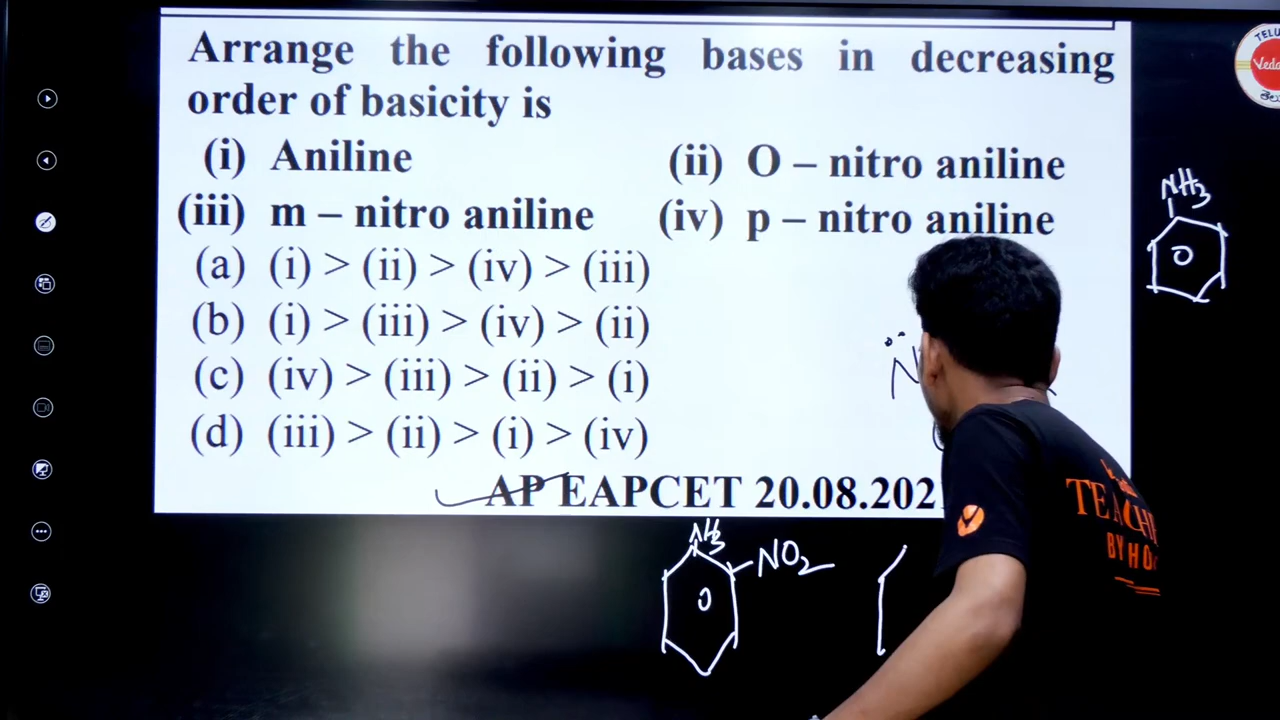 Arrange the following bases in decreasing
order of basicity is
(i) Aniline (ii) O – nitro aniline
(iii) m – nitro aniline (iv) p – nitro aniline
(a) (i) > (ii) > (iv) > (iii)
(b) (i) > (iii) > (iv) > (ii)
(c) (iv) > (iii) > (ii) > (i)
(d) (iii) > (ii) > (i) > (iv)
AP EAPCET 20.08.202
NH3
N
NH3
NO2
BY